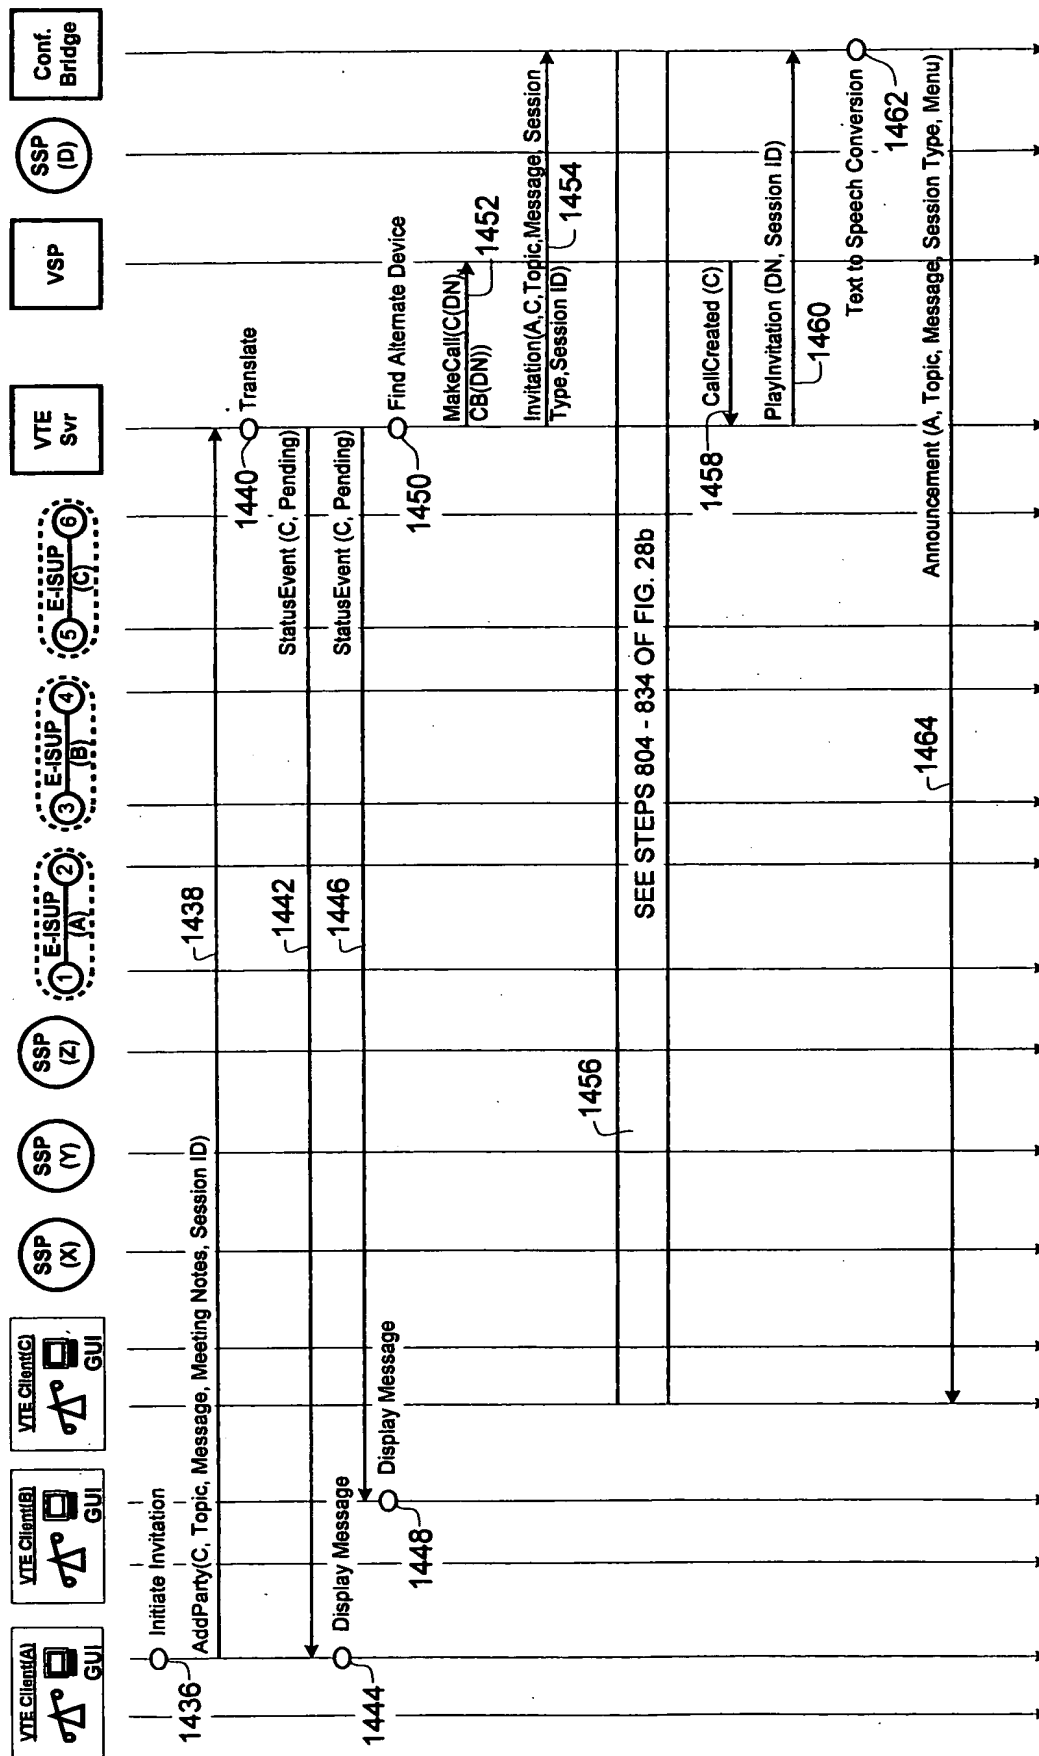 VTE Client(A)
GUI
VTE Client(B)
GUI
VTE Client(C)
GUI
SSP
(X)
SSP
(Y)
SSP
(Z)
1
E-ISUP
(A)
2
3
E-ISUP
(B)
4
5
E-ISUP
(C)
6
VTE
Svr
VSP
SSP
(D)
Conf.
Bridge
Initiate Invitation
1436
AddParty(C, Topic, Message, Meeting Notes, Session ID)
1438
Translate
1440
StatusEvent (C, Pending)
1442
Display Message
1444
StatusEvent (C, Pending)
1446
Display Message
1448
Find Alternate Device
1450
MakeCall(C(DN),
CB(DN))
1452
Invitation(A,C,Topic,Message, Session
Type,Session ID)
1454
SEE STEPS 804 - 834 OF FIG. 28b
1456
CallCreated (C)
1458
PlayInvitation (DN, Session ID)
1460
Text to Speech Conversion
1462
Announcement (A, Topic, Message, Session Type, Menu)
1464